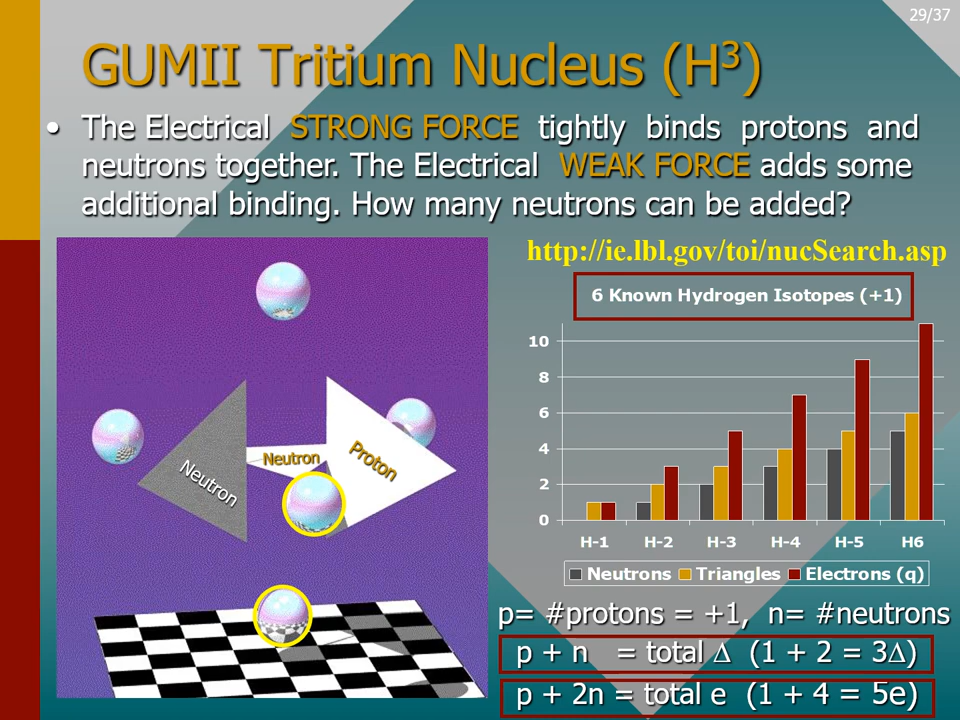 29/37
GUMII Tritium Nucleus (H³)
• The Electrical STRONG FORCE tightly binds protons and
neutrons together. The Electrical WEAK FORCE adds some
additional binding. How many neutrons can be added?
http://ie.lbl.gov/toi/nucSearch.asp
6 Known Hydrogen Isotopes (+1)
10
8
6
4
2
0
H-1 H-2 H-3 H-4 H-5 H6
Neutrons Triangles Electrons (q)
Neutron
Neutron
Proton
p= #protons = +1, n= #neutrons
p + n = total ∆ (1 + 2 = 3∆)
p + 2n = total e (1 + 4 = 5e)